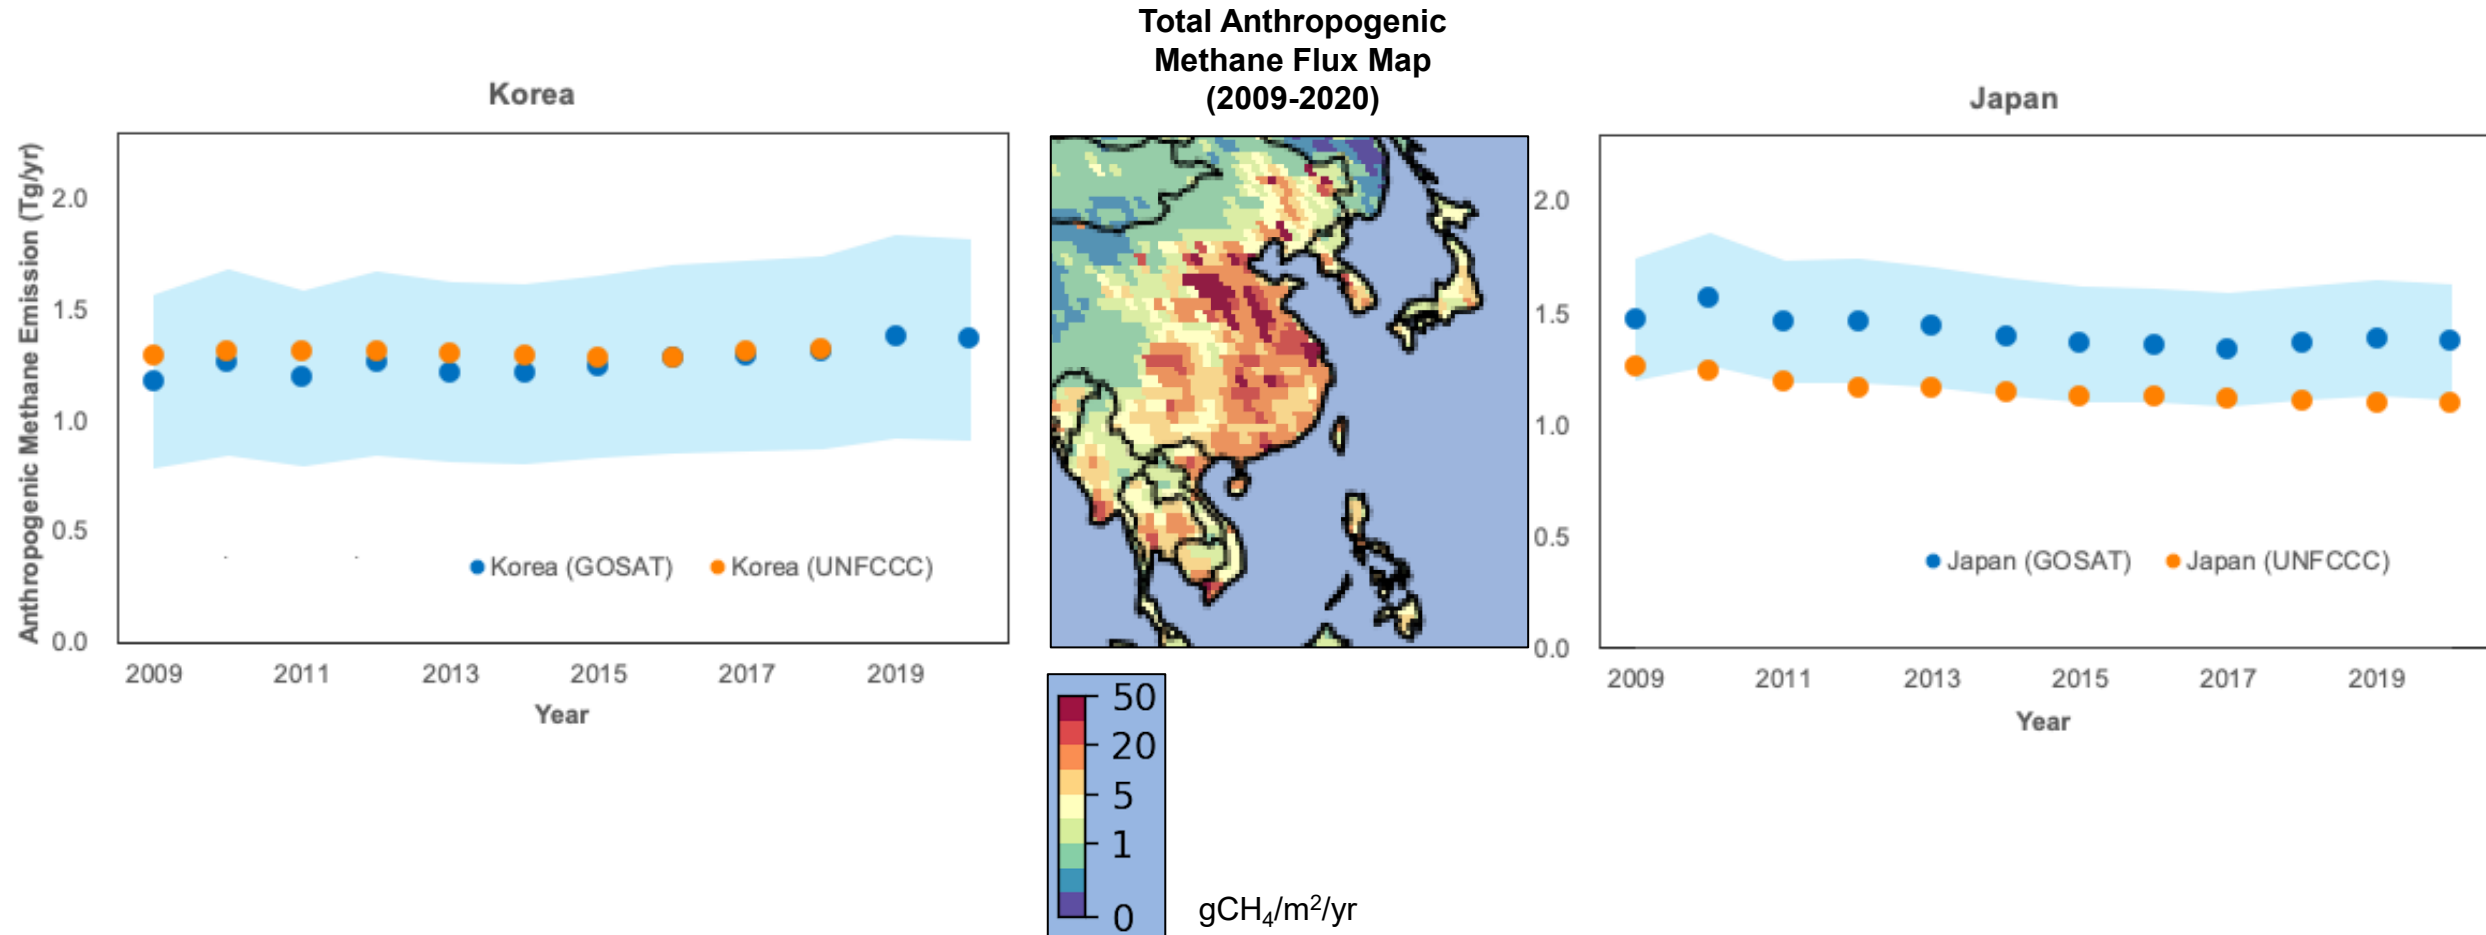 Total Anthropogenic
Methane Flux Map
(2009-2020)
Korea
Anthropogenic Methane Emission (Tg/yr)
2.0
1.5
1.0
0.5
0.0
Korea (GOSAT) Korea (UNFCCC)
2009 2011 2013 2015 2017 2019
Year
50
20
5
1
0
gCH₄/m²/yr
Japan
2.0
1.5
1.0
0.5
0.0
Japan (GOSAT) Japan (UNFCCC)
2009 2011 2013 2015 2017 2019
Year